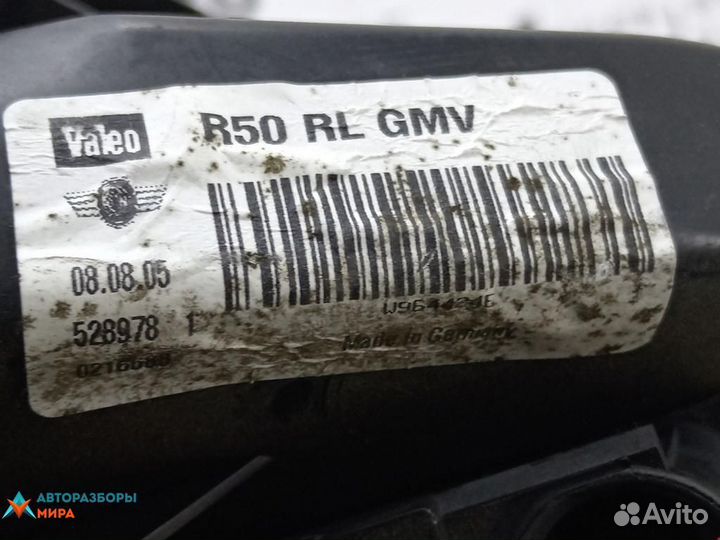 Valeo
R50 RL GMV
08.08.05
528978 1
Made in Germany
АВТОРАЗБОРЫ
МИРА
Avito